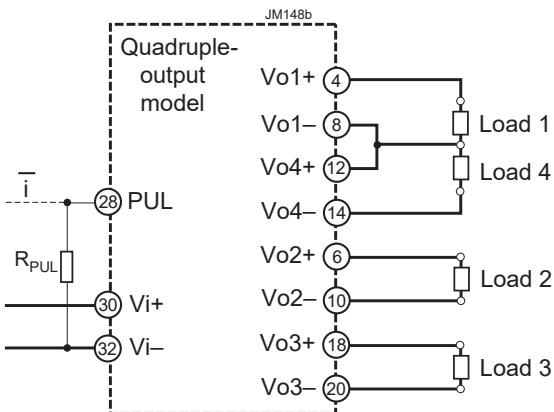 JM148b
Quadruple-
output
model
Vo1+ 4
Vo1– 8 Load 1
Vo4+ 12 Load 4
Vo4– 14
i 28 PUL
Vo2+ 6
RPUL Load 2
Vo2– 10
30 Vi+
Vo3+ 18
32 Vi–
Load 3
Vo3– 20